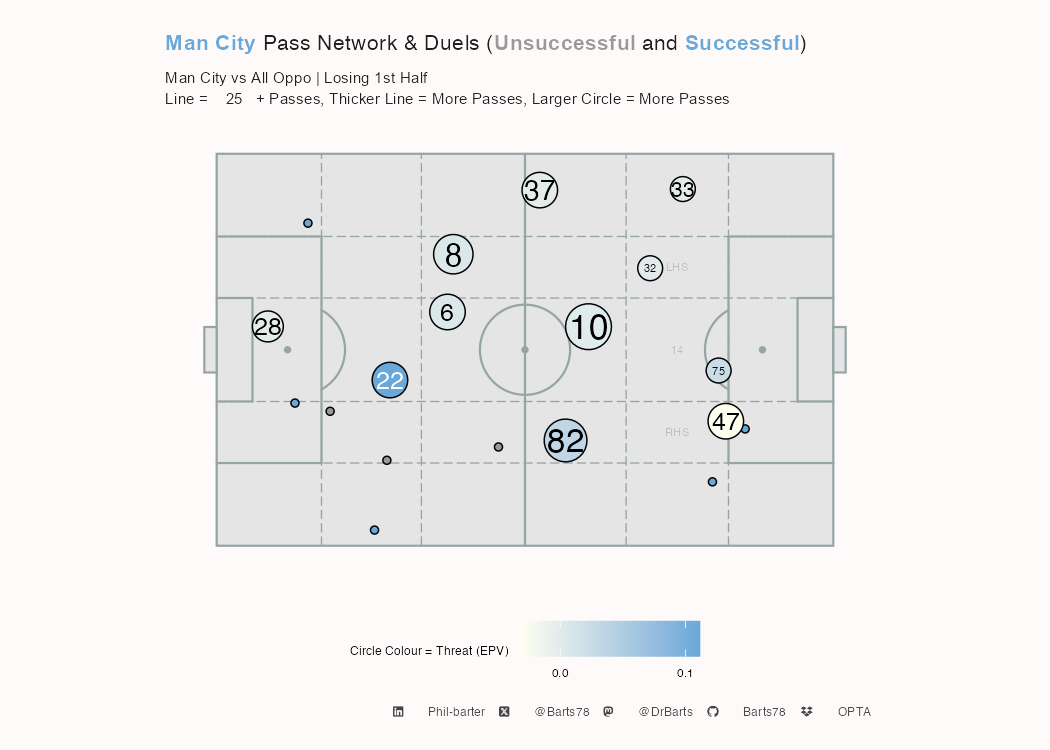 Man City Pass Network & Duels (Unsuccessful and Successful)
Man City vs All Oppo | Losing 1st Half
Line = 25 + Passes, Thicker Line = More Passes, Larger Circle = More Passes
37
33
8
32
LHS
6
28
10
14
22
75
47
82
RHS
Circle Colour = Threat (EPV)
0.0
0.1
Phil-barter @Barts78 @DrBarts Barts78 OPTA